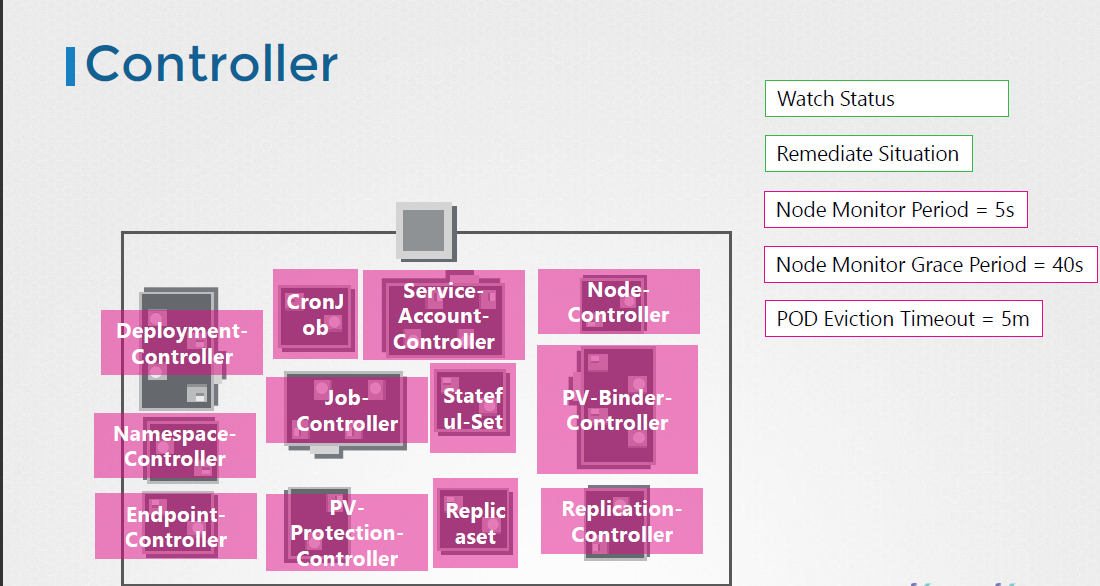 Controller
Watch Status
Remediate Situation
Node Monitor Period = 5s
Node Monitor Grace Period = 40s
POD Eviction Timeout = 5m
Deployment-
Controller
CronJ
ob
Service-
Account-
Controller
Node-
Controller
Namespace-
Controller
Job-
Controller
Statef
ul-Set
PV-Binder-
Controller
Endpoint-
Controller
PV-
Protection-
Controller
Replic
aset
Replication-
Controller